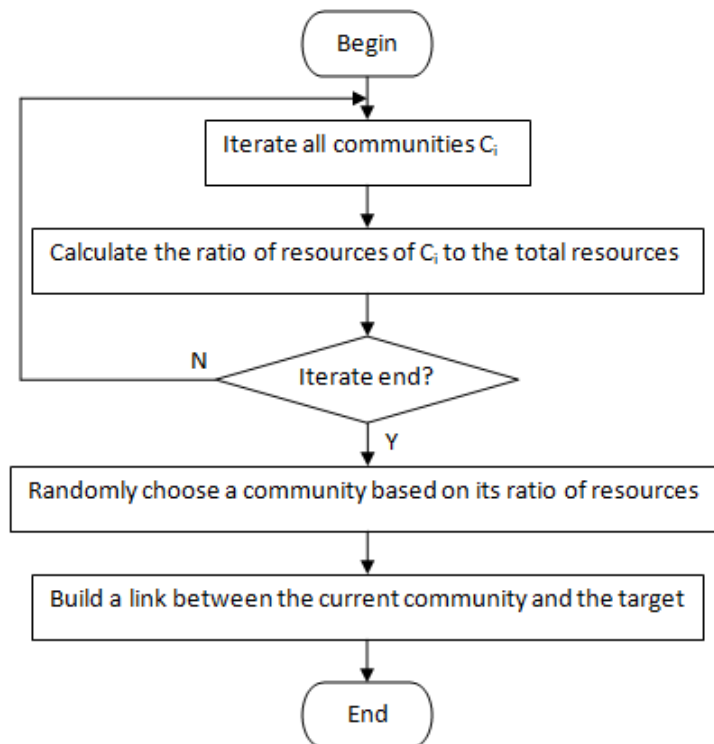 Begin
Iterate all communities Cᵢ
Calculate the ratio of resources of Cᵢ to the total resources
N
Iterate end?
Y
Randomly choose a community based on its ratio of resources
Build a link between the current community and the target
End